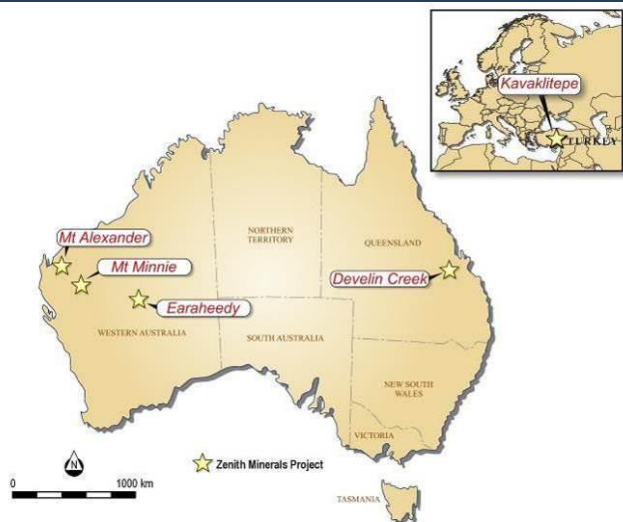 Kavaklitepe
TURKEY
Mt Alexander
NORTHERN
TERRITORY
QUEENSLAND
Mt Minnie
Develin Creek
Earaheedy
WESTERN AUSTRALIA
SOUTH AUSTRALIA
NEW SOUTH
WALES
VICTORIA
N
Zenith Minerals Project
0
1000 km
TASMANIA